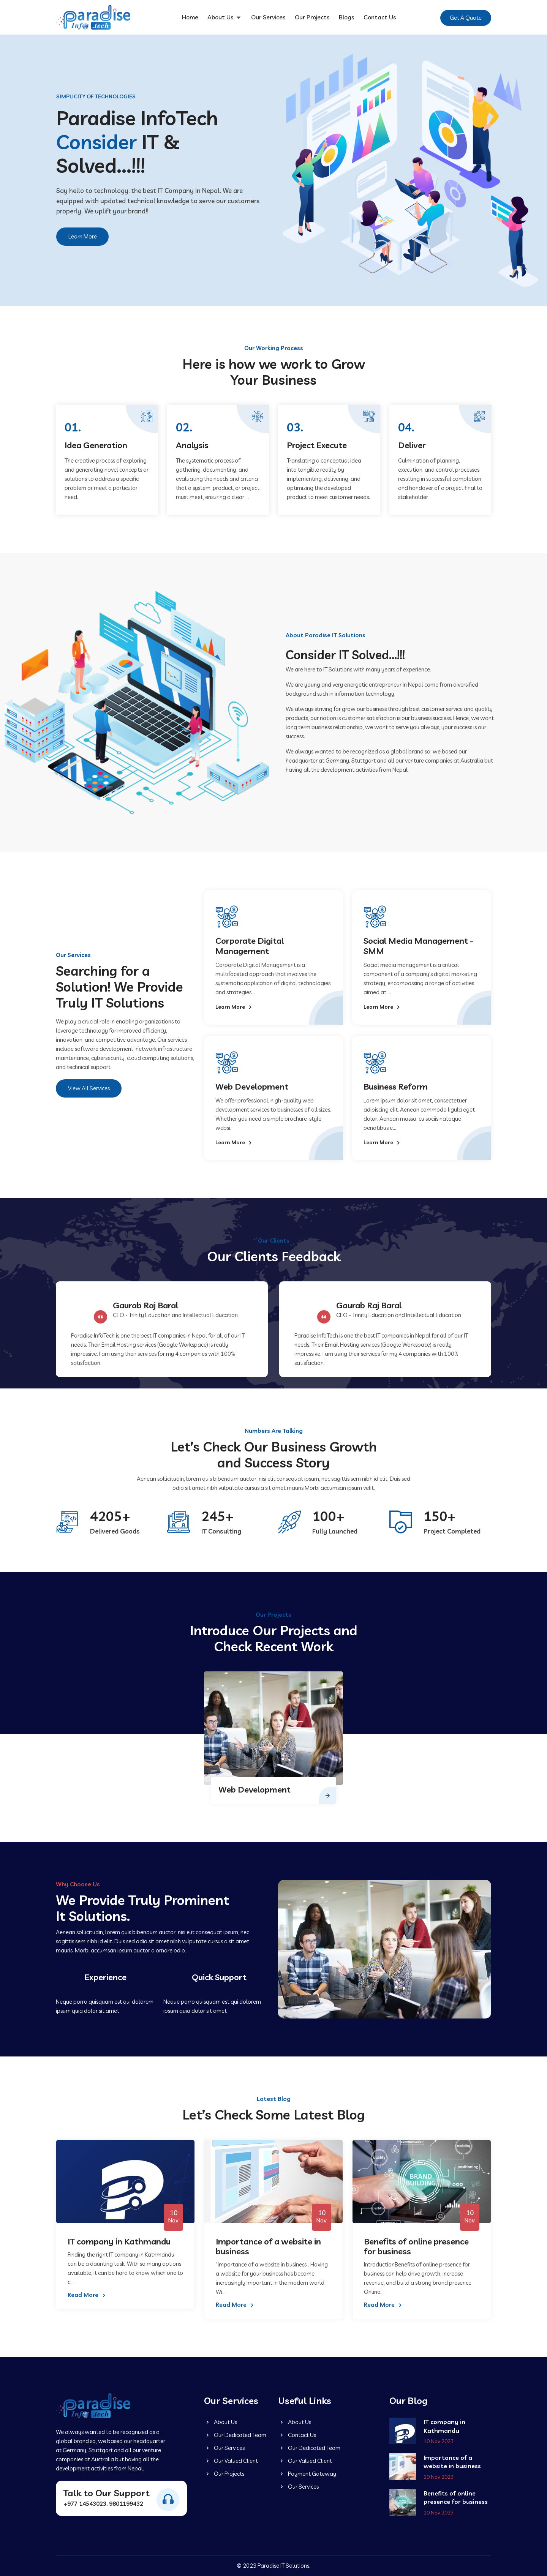 paradise
Info .tech
Home
About Us
Our Services
Our Projects
Blogs
Contact Us
Get A Quote
SIMPLICITY OF TECHNOLOGIES
Paradise InfoTech
Consider IT &
Solved...!!!
Say hello to technology, the best IT Company in Nepal. We are
equipped with updated technical knowledge to serve our customers
properly. We uplift your brand!!
Learn More
Our Working Process
Here is how we work to Grow
Your Business
01.
Idea Generation
The creative process of exploring
and generating novel concepts or
solutions to address a specific
problem or meet a particular
need.
02.
Analysis
The systematic process of
gathering, documenting, and
evaluating the needs and criteria
that a system, product, or project
must meet, ensuring a clear ...
03.
Project Execute
Translating a conceptual idea
into tangible reality by
implementing, delivering, and
optimizing the developed
product to meet customer needs.
04.
Deliver
Culmination of planning,
execution, and control processes,
resulting in successful completion
and handover of a project final to
stakeholder
About Paradise IT Solutions
Consider IT Solved...!!!
We are here to IT Solutions with many years of experience.
We are young and very energetic entrepreneur in Nepal came from diversified
background such in information technology.
We always striving for grow our business through best customer service and quality
products, our notion is customer satisfaction is our business success. Hence, we want
long term business relationship, we want to serve you always, your success is our
success.
We always wanted to be recognized as a global brand so, we based our
headquarter at Germany, Stuttgart and all our venture companies at Australia but
having all the development activities from Nepal.
Our Services
Searching for a
Solution! We Provide
Truly IT Solutions
We play a crucial role in enabling organizations to
leverage technology for improved efficiency,
innovation, and competitive advantage. Our services
include software development, network infrastructure
maintenance, cybersecurity, cloud computing solutions,
and technical support.
View All Services
Corporate Digital
Management
Corporate Digital Management is a
multifaceted approach that involves the
systematic application of digital technologies
and strategies...
Learn More
Social Media Management -
SMM
Social media management is a critical
component of a company's digital marketing
strategy, encompassing a range of activities
aimed at ...
Learn More
Web Development
We offer professional, high-quality web
development services to businesses of all sizes.
Whether you need a simple brochure-style
websi...
Learn More
Business Reform
Lorem ipsum dolor sit amet, consectetuer
adipiscing elit. Aenean commodo ligula eget
dolor. Aenean massa. cu sociis natoque
penatibus e...
Learn More
Our Clients
Our Clients Feedback
Gaurab Raj Baral
CEO - Trinity Education and Intellectual Education
Paradise InfoTech is one the best IT companies in Nepal for all of our IT
needs. Their Email Hosting services (Google Workspace) is really
impressive. I am using their services for my 4 companies with 100%
satisfaction.
Gaurab Raj Baral
CEO - Trinity Education and Intellectual Education
Paradise InfoTech is one the best IT companies in Nepal for all of our IT
needs. Their Email Hosting services (Google Workspace) is really
impressive. I am using their services for my 4 companies with 100%
satisfaction.
Numbers Are Talking
Let's Check Our Business Growth
and Success Story
Aenean sollicitudin, lorem quis bibendum auctor, nisi elit consequat ipsum, nec sagittis sem nibh id elit. Duis sed
odio sit amet nibh vulputate cursus a sit amet mauris Morbi accumsan ipsum velit.
4205+
Delivered Goods
245+
IT Consulting
100+
Fully Launched
150+
Project Completed
Our Projects
Introduce Our Projects and
Check Recent Work
Web Development
Why Choose Us
We Provide Truly Prominent
It Solutions.
Aenean sollicitudin, lorem quis bibendum auctor, nisi elit consequat ipsum, nec
sagittis sem nibh id elit. Duis sed odio sit amet nibh vulputate cursus a sit amet
mauris. Morbi accumsan ipsum auctor a ornare odio.
Experience
Neque porro quisquam est qui dolorem
ipsum quia dolor sit amet
Quick Support
Neque porro quisquam est qui dolorem
ipsum quia dolor sit amet
Latest Blog
Let's Check Some Latest Blog
10
Nov
IT company in Kathmandu
Finding the right IT company in Kathmandu
can be a daunting task. With so many options
available, it can be hard to know which one to
c...
Read More
10
Nov
Importance of a website in
business
'Importance of a website in business'. Having
a website for your business has become
increasingly important in the modern world.
Wi...
Read More
BRAND
BUILDING
10
Nov
Benefits of online presence
for business
IntroductionBenefits of online presence for
business can help drive growth, increase
revenue, and build a strong brand presence.
Online...
Read More
paradise
Info .tech
We always wanted to be recognized as a
global brand so, we based our headquarter
at Germany, Stuttgart and all our venture
companies at Australia but having all the
development activities from Nepal.
Talk to Our Support
+977 14543023, 9801199432
Our Services
About Us
Our Dedicated Team
Our Services
Our Valued Client
Our Projects
Useful Links
About Us
Contact Us
Our Dedicated Team
Our Valued Client
Payment Gateway
Our Services
Our Blog
IT company in
Kathmandu
10 Nov 2023
Importance of a
website in business
10 Nov 2023
Benefits of online
presence for business
10 Nov 2023
© 2023 Paradise IT Solutions.